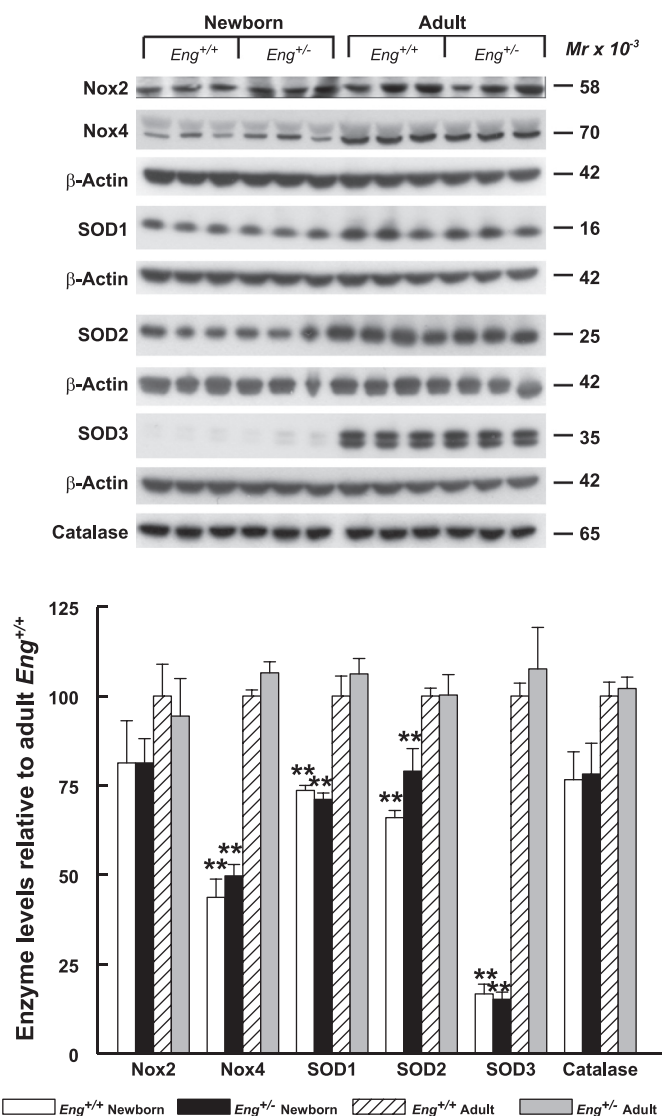 Newborn Adult
Eng+/+ Eng+/- Eng+/+ Eng+/- Mr x 10-3
Nox2 58
Nox4 70
β-Actin 42
SOD1 16
β-Actin 42
SOD2 25
β-Actin 42
SOD3 35
β-Actin 42
Catalase 65
Enzyme levels relative to adult Eng+/+
125
100
75
50
25
0
** ** ** ** ** ** ** **
Nox2 Nox4 SOD1 SOD2 SOD3 Catalase
Eng+/+ Newborn Eng+/- Newborn Eng+/+ Adult Eng+/- Adult